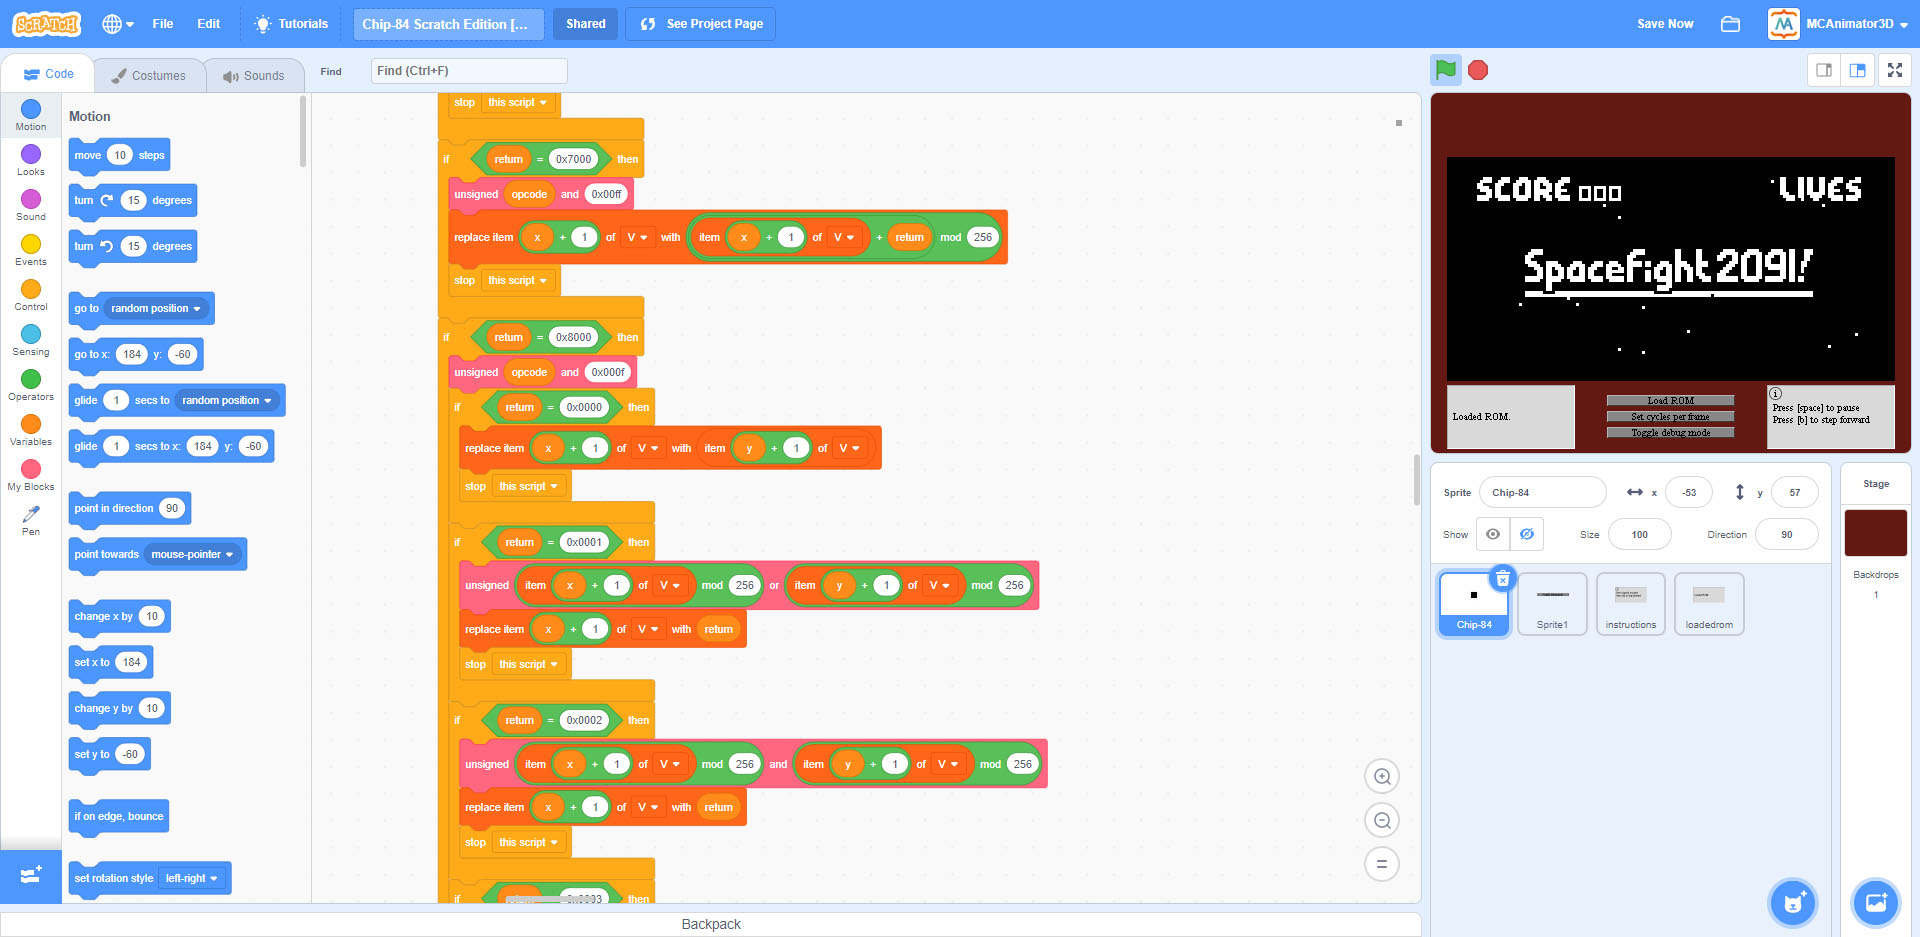 SCRATCH
File
Edit
Tutorials
Chip-84 Scratch Edition [...
Shared
See Project Page
Save Now
MCAnimator3D
Code
Costumes
Sounds
Find
Find (Ctrl+F)
Motion
Looks
Sound
Events
Control
Sensing
Operators
Variables
My Blocks
Pen
Motion
move 10 steps
turn 15 degrees
turn 15 degrees
go to random position
go to x: 184 y: -60
glide 1 secs to random position
glide 1 secs to x: 184 y: -60
point in direction 90
point towards mouse-pointer
change x by 10
set x to 184
change y by 10
set y to -60
if on edge, bounce
set rotation style left-right
stop this script
if return = 0x7000 then
unsigned opcode and 0x00ff
replace item x + 1 of V with item x + 1 of V + return mod 256
stop this script
if return = 0x8000 then
unsigned opcode and 0x000f
if return = 0x0000 then
replace item x + 1 of V with item y + 1 of V
stop this script
if return = 0x0001 then
unsigned item x + 1 of V mod 256 or item y + 1 of V mod 256
replace item x + 1 of V with return
stop this script
if return = 0x0002 then
unsigned item x + 1 of V mod 256 and item y + 1 of V mod 256
replace item x + 1 of V with return
stop this script
if return = 0x0003 then
Backpack
SCORE 000 LIVES
SpaceFight 2091!
Loaded ROM.
Load ROM
Set cycles per frame
Toggle debug mode
Press [space] to pause
Press [b] to step forward
Sprite Chip-84 x -53 y 57
Show Size 100 Direction 90
Chip-84
Sprite1
instructions
loadedrom
Stage
Backdrops
1